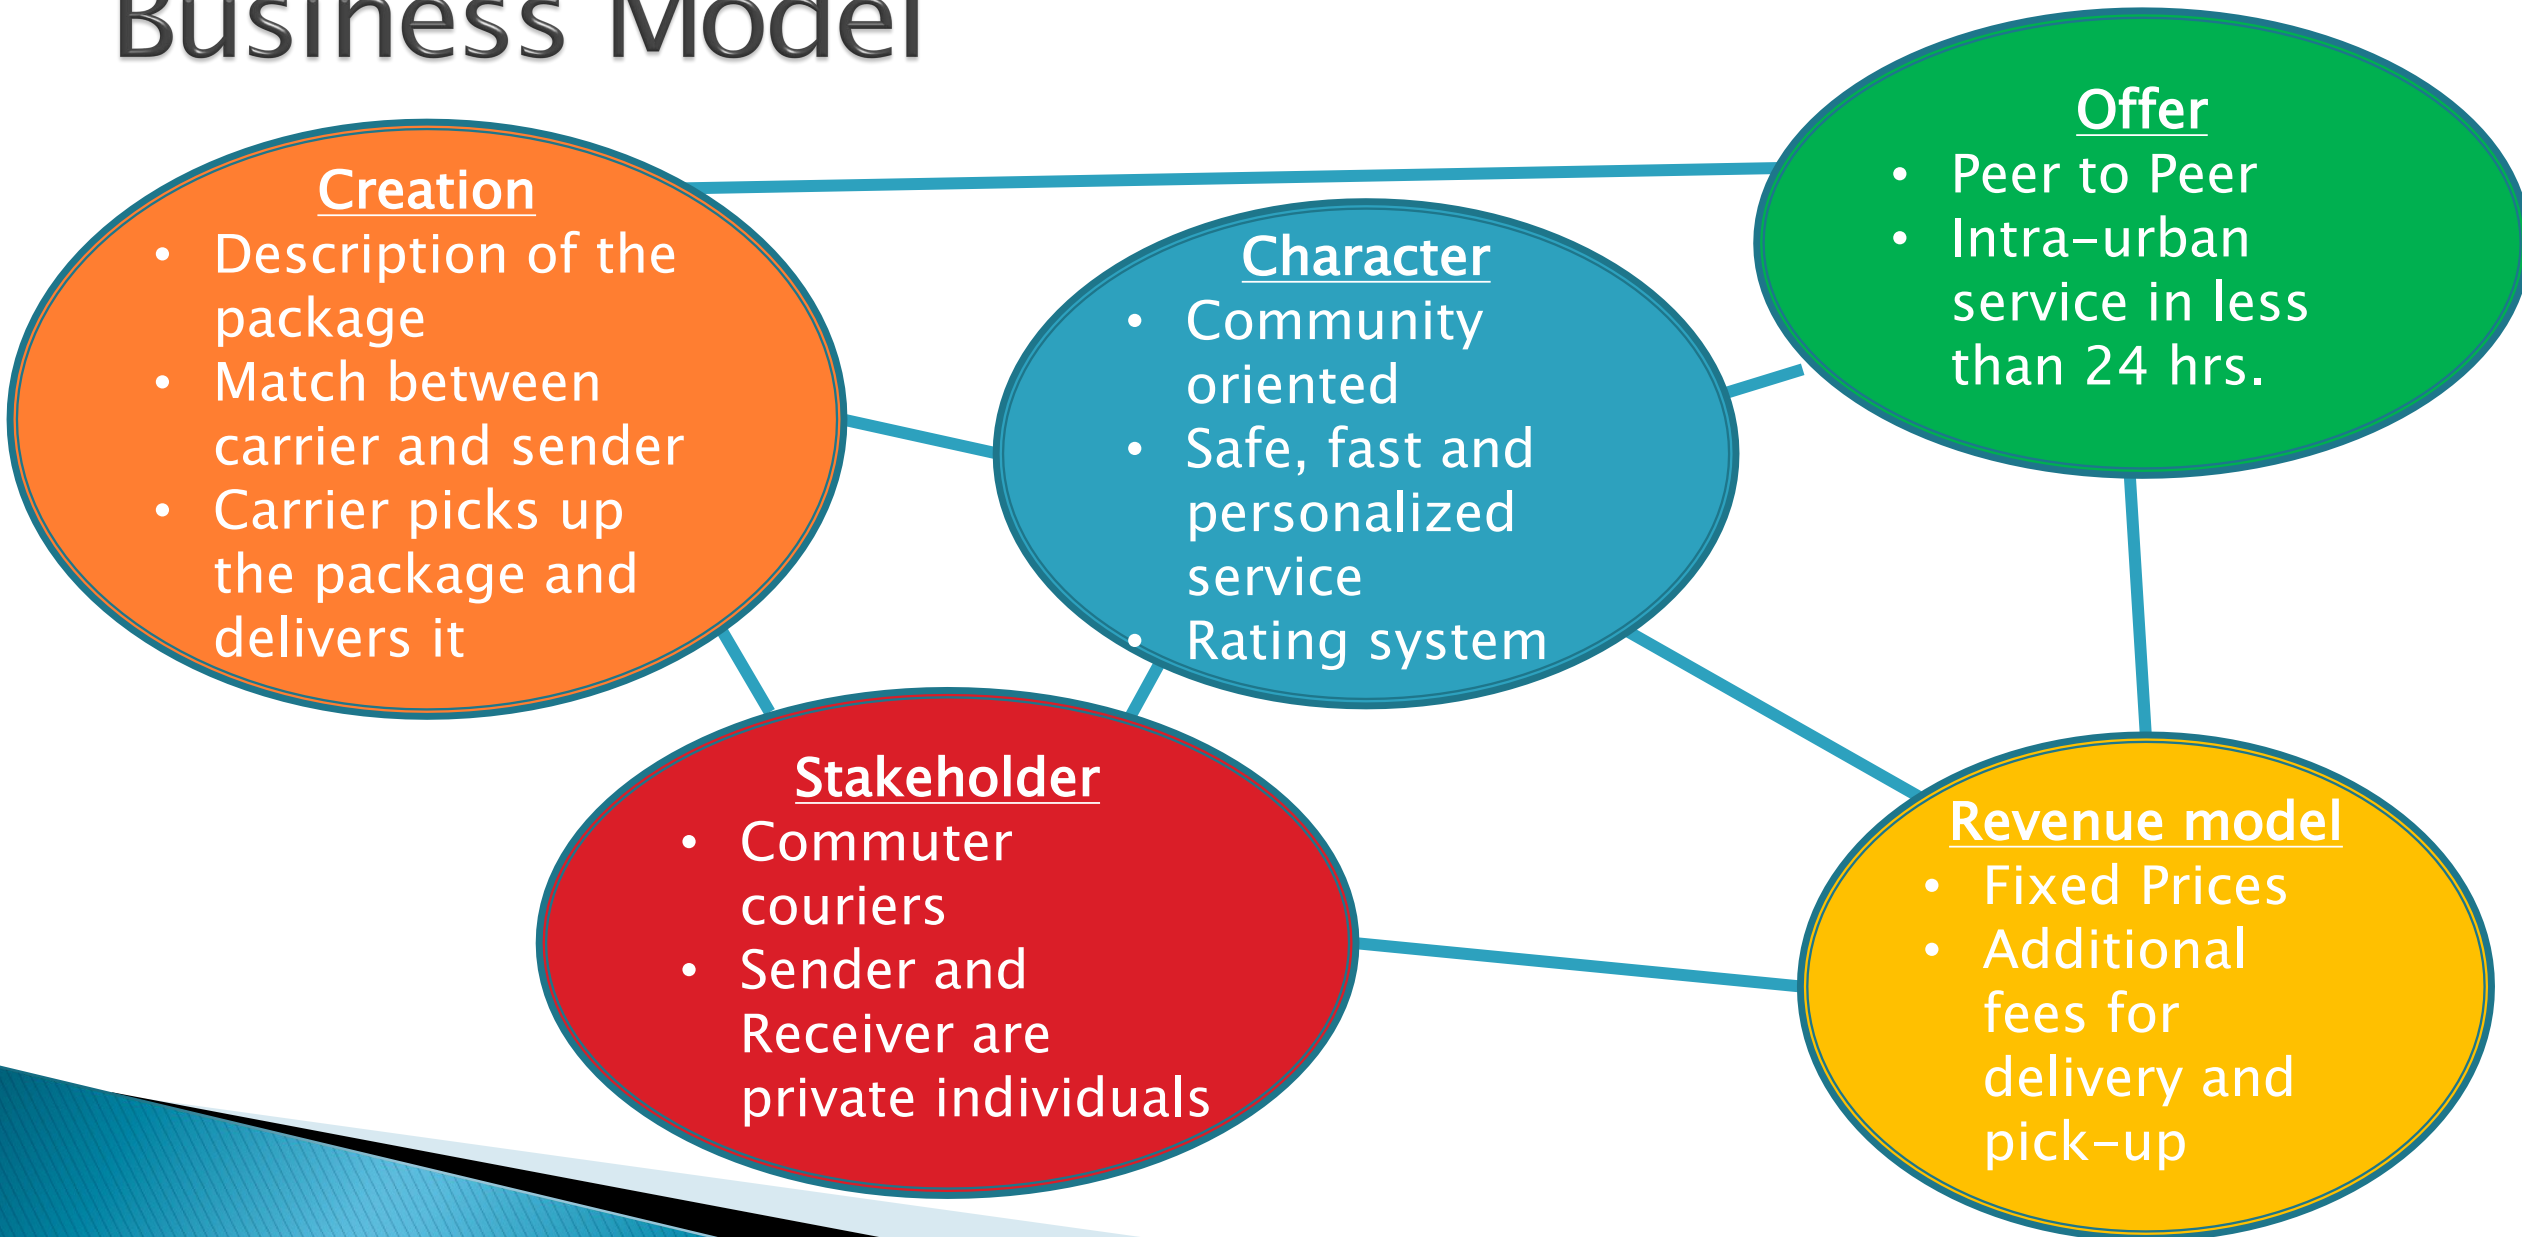 Business Model
Creation
• Description of the
package
• Match between
carrier and sender
• Carrier picks up
the package and
delivers it
Character
• Community
oriented
• Safe, fast and
personalized
service
• Rating system
Offer
• Peer to Peer
• Intra-urban
service in less
than 24 hrs.
Stakeholder
• Commuter
couriers
• Sender and
Receiver are
private individuals
Revenue model
• Fixed Prices
• Additional
fees for
delivery and
pick-up